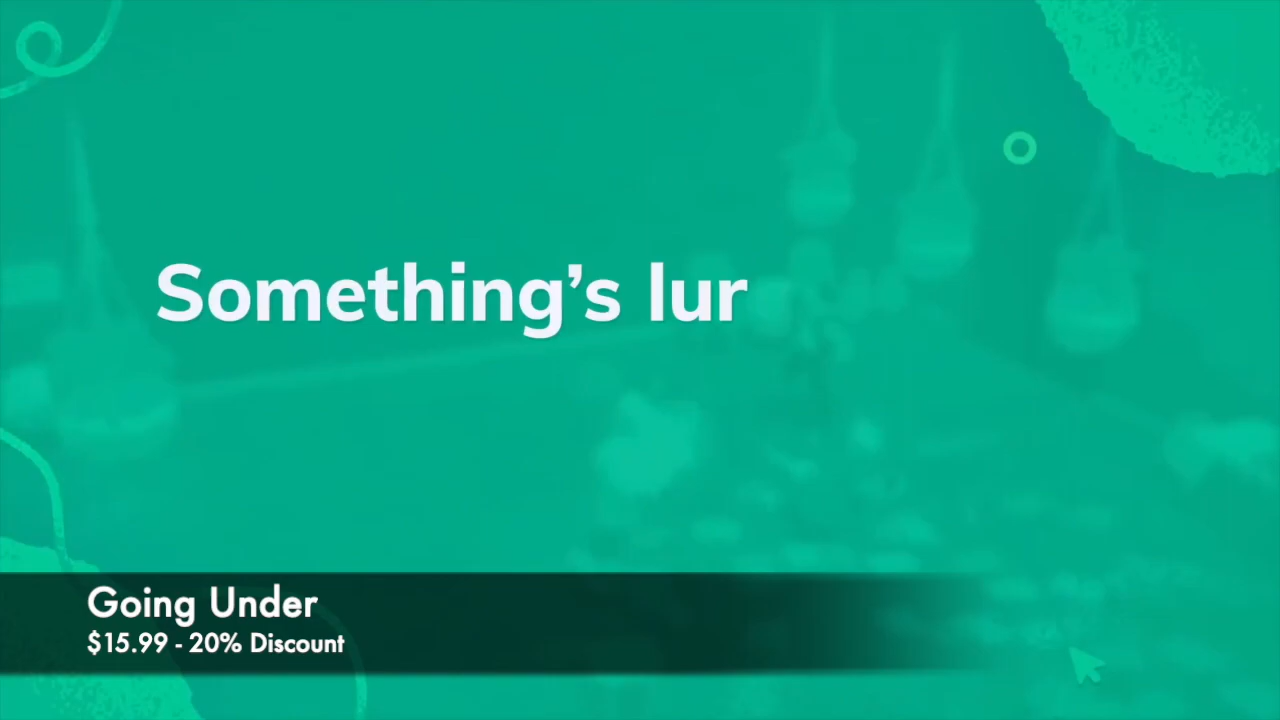 Something’s lur
Going Under
$15.99 - 20% Discount